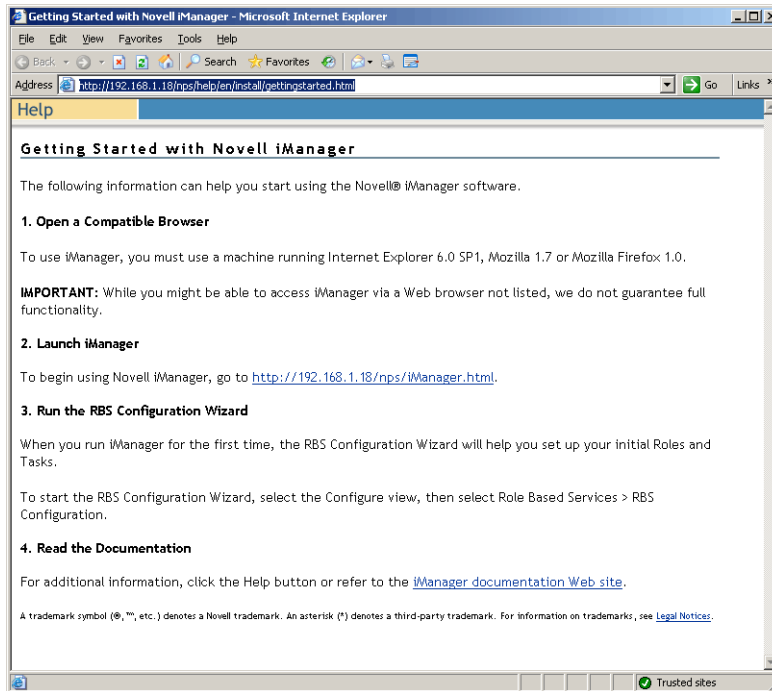 Getting Started with Novell iManager - Microsoft Internet Explorer
File Edit View Favorites Tools Help
Back Search Favorites
Address http://192.168.1.18/nps/help/en/install/gettingstarted.html Go Links »
Help
Getting Started with Novell iManager
The following information can help you start using the Novell® iManager software.
1. Open a Compatible Browser
To use iManager, you must use a machine running Internet Explorer 6.0 SP1, Mozilla 1.7 or Mozilla Firefox 1.0.
IMPORTANT: While you might be able to access iManager via a Web browser not listed, we do not guarantee full
functionality.
2. Launch iManager
To begin using Novell iManager, go to http://192.168.1.18/nps/iManager.html.
3. Run the RBS Configuration Wizard
When you run iManager for the first time, the RBS Configuration Wizard will help you set up your initial Roles and
Tasks.
To start the RBS Configuration Wizard, select the Configure view, then select Role Based Services > RBS
Configuration.
4. Read the Documentation
For additional information, click the Help button or refer to the iManager documentation Web site.
A trademark symbol (®, ™, etc.) denotes a Novell trademark. An asterisk (*) denotes a third-party trademark. For information on trademarks, see Legal Notices.
Trusted sites